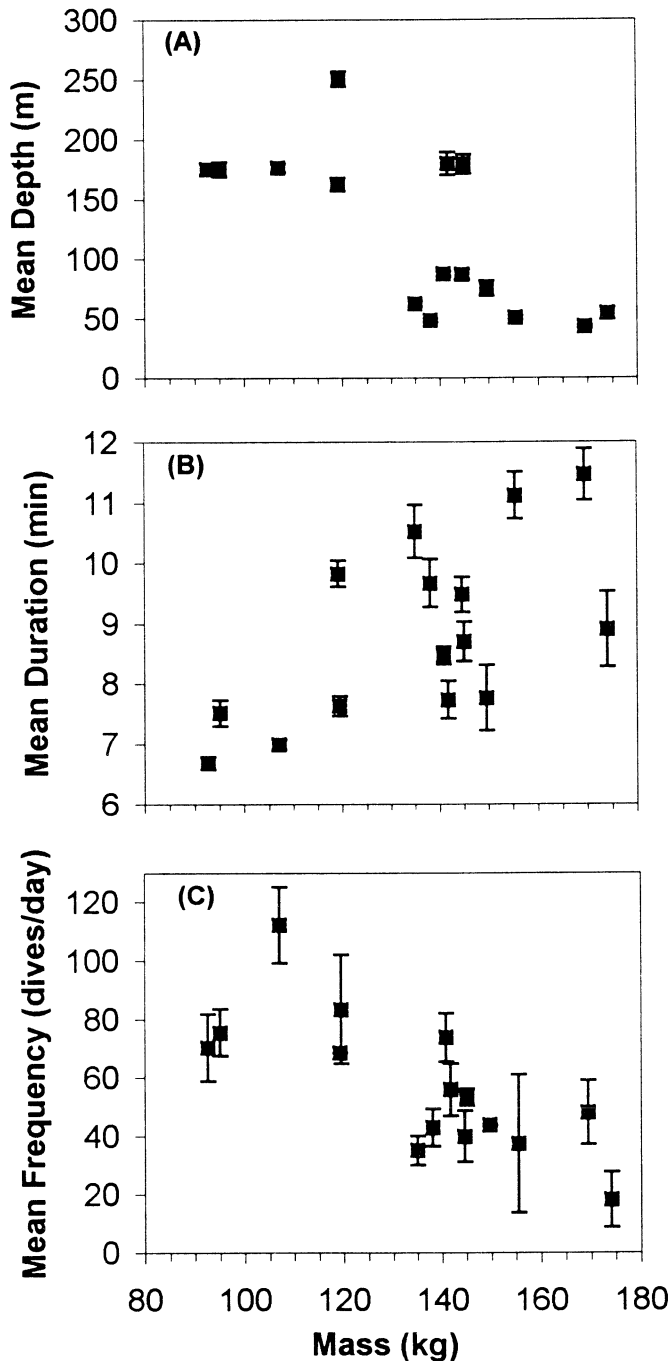 (A)
Mean Depth (m)
300
250
200
150
100
50
0
(B)
Mean Duration (min)
12
11
10
9
8
7
6
(C)
Mean Frequency (dives/day)
120
100
80
60
40
20
0
80 100 120 140 160 180
Mass (kg)